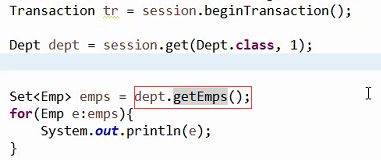 Transaction tr = session.beginTransaction();
Dept dept = session.get(Dept.class, 1);
Set<Emp> emps = dept.getEmps();
for(Emp e:emps){
System.out.println(e);
}